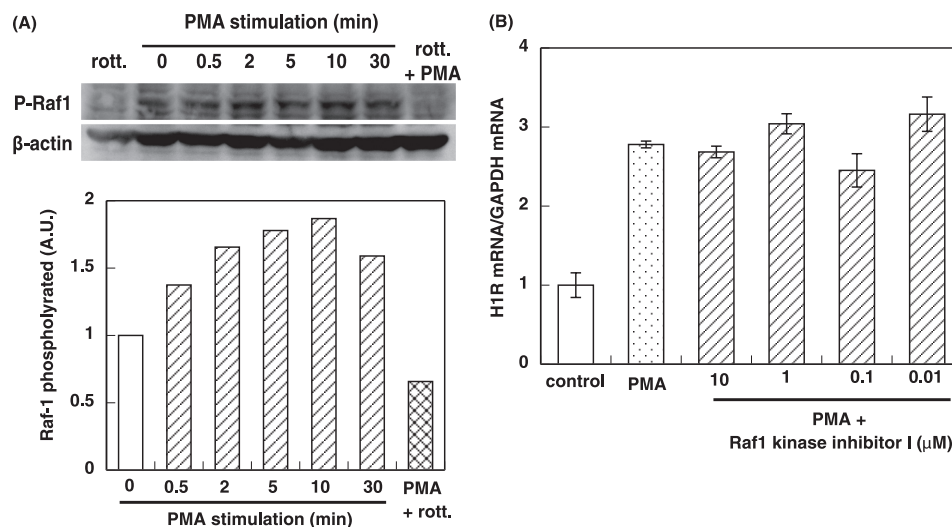 (A)
PMA stimulation (min)
rott. 0 0.5 2 5 10 30 rott.
+ PMA
P-Raf1
β-actin
Raf-1 phospholyrated (A.U.)
2
1.5
1
0.5
0
0 0.5 2 5 10 30 PMA
+ rott.
PMA stimulation (min)
(B)
H1R mRNA/GAPDH mRNA
4
3
2
1
0
control PMA 10 1 0.1 0.01
PMA +
Raf1 kinase inhibitor I (μM)